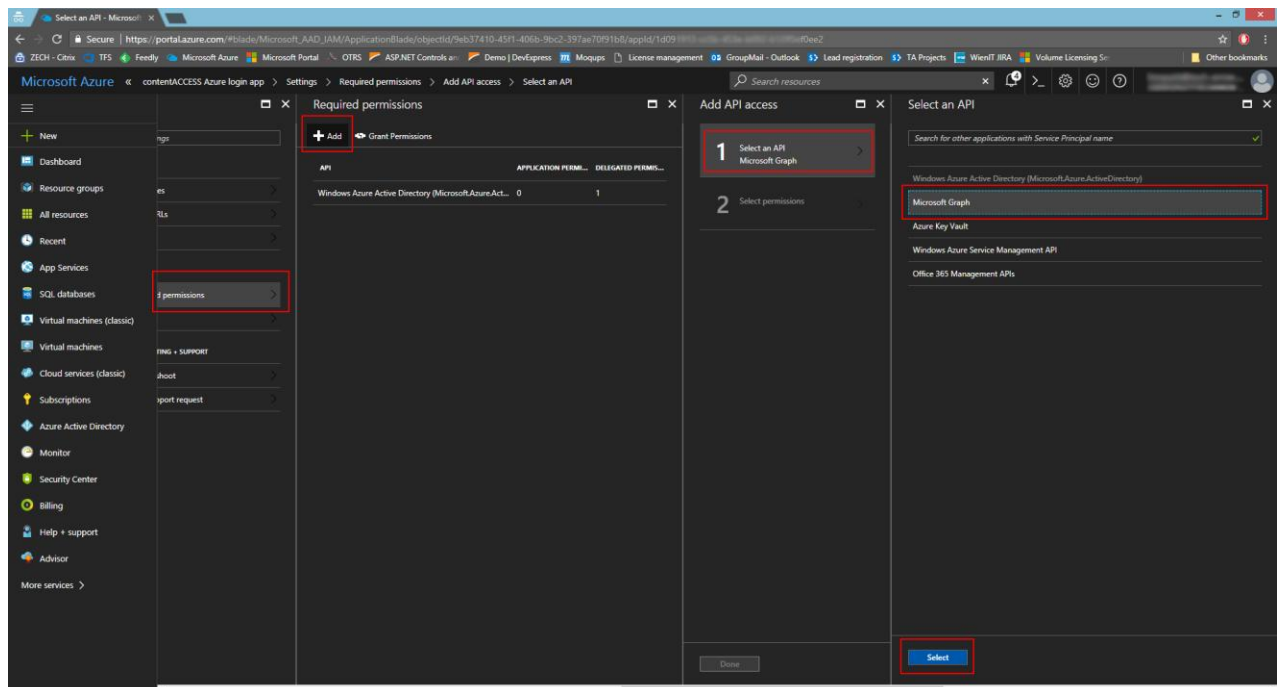 Select an API - Microsoft
Secure | https://portal.azure.com/#blade/Microsoft_AAD_IAM/ApplicationBlade/objectId/9eb37410-45f1-406b-9bc2-397ae70f91b8/appId/1d09
ZECH - Citrix TFS Feedly Microsoft Azure Microsoft Portal OTRS ASP.NET Controls an Demo | DevExpress Moqups License management GroupMail - Outlook Lead registration TA Projects WienIT JIRA Volume Licensing Se Other bookmarks
Microsoft Azure « contentACCESS Azure login app > Settings > Required permissions > Add API access > Select an API
Search resources
New
Dashboard
Resource groups
All resources
Recent
App Services
SQL databases
Virtual machines (classic)
Virtual machines
Cloud services (classic)
Subscriptions
Azure Active Directory
Monitor
Security Center
Billing
Help + support
Advisor
More services >
ngs
es
RLs
d permissions
TING + SUPPORT
shoot
pport request
Required permissions
Add Grant Permissions
API APPLICATION PERMI... DELEGATED PERMIS...
Windows Azure Active Directory (Microsoft.Azure.Act... 0 1
Add API access
1 Select an API
Microsoft Graph
2 Select permissions
Done
Select an API
Search for other applications with Service Principal name
Windows Azure Active Directory (Microsoft.Azure.ActiveDirectory)
Microsoft Graph
Azure Key Vault
Windows Azure Service Management API
Office 365 Management APIs
Select